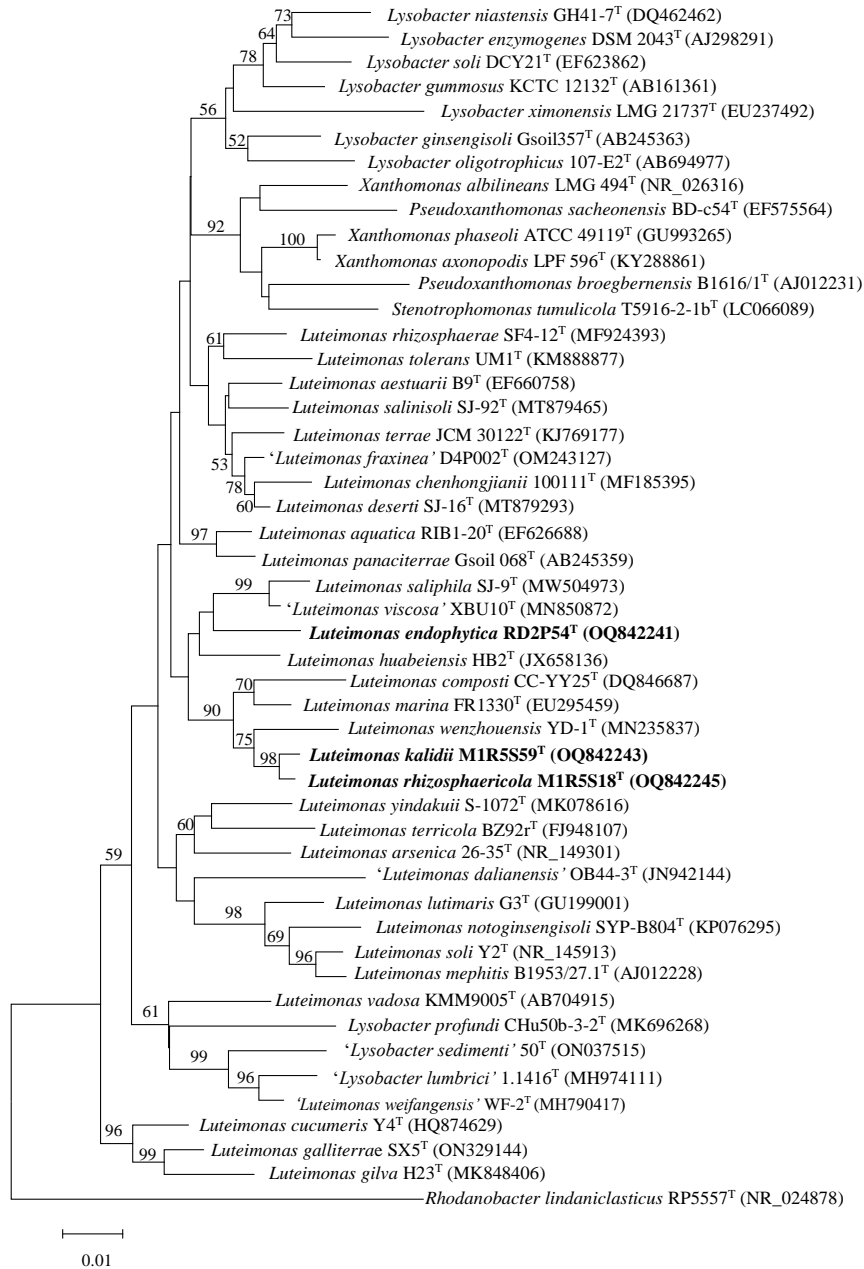 73
Lysobacter niastensis GH41-7T (DQ462462)
64
Lysobacter enzymogenes DSM 2043T (AJ298291)
78
Lysobacter soli DCY21T (EF623862)
Lysobacter gummosus KCTC 12132T (AB161361)
56
Lysobacter ximonensis LMG 21737T (EU237492)
52
Lysobacter ginsengisoli Gsoil357T (AB245363)
Lysobacter oligotrophicus 107-E2T (AB694977)
Xanthomonas albilineans LMG 494T (NR_026316)
Pseudoxanthomonas sacheonensis BD-c54T (EF575564)
92
100
Xanthomonas phaseoli ATCC 49119T (GU993265)
Xanthomonas axonopodis LPF 596T (KY288861)
Pseudoxanthomonas broegbernensis B1616/1T (AJ012231)
Stenotrophomonas tumulicola T5916-2-1bT (LC066089)
61
Luteimonas rhizosphaerae SF4-12T (MF924393)
Luteimonas tolerans UM1T (KM888877)
Luteimonas aestuarii B9T (EF660758)
Luteimonas salinisoli SJ-92T (MT879465)
Luteimonas terrae JCM 30122T (KJ769177)
53
‘Luteimonas fraxinea’ D4P002T (OM243127)
78
Luteimonas chenhongjianii 100111T (MF185395)
60
Luteimonas deserti SJ-16T (MT879293)
97
Luteimonas aquatica RIB1-20T (EF626688)
Luteimonas panaciterrae Gsoil 068T (AB245359)
99
Luteimonas saliphila SJ-9T (MW504973)
‘Luteimonas viscosa’ XBU10T (MN850872)
Luteimonas endophytica RD2P54T (OQ842241)
Luteimonas huabeiensis HB2T (JX658136)
70
Luteimonas composti CC-YY25T (DQ846687)
90
Luteimonas marina FR1330T (EU295459)
75
Luteimonas wenzhouensis YD-1T (MN235837)
98
Luteimonas kalidii M1R5S59T (OQ842243)
Luteimonas rhizosphaericola M1R5S18T (OQ842245)
Luteimonas yindakuii S-1072T (MK078616)
60
Luteimonas terricola BZ92rT (FJ948107)
59
Luteimonas arsenica 26-35T (NR_149301)
‘Luteimonas dalianensis’ OB44-3T (JN942144)
98
Luteimonas lutimaris G3T (GU199001)
Luteimonas notoginsengisoli SYP-B804T (KP076295)
69
96
Luteimonas soli Y2T (NR_145913)
Luteimonas mephitis B1953/27.1T (AJ012228)
61
Luteimonas vadosa KMM9005T (AB704915)
Lysobacter profundi CHu50b-3-2T (MK696268)
99
‘Lysobacter sedimenti’ 50T (ON037515)
96
‘Lysobacter lumbrici’ 1.1416T (MH974111)
‘Luteimonas weifangensis’ WF-2T (MH790417)
96
Luteimonas cucumeris Y4T (HQ874629)
99
Luteimonas galliterrae SX5T (ON329144)
Luteimonas gilva H23T (MK848406)
Rhodanobacter lindaniclasticus RP5557T (NR_024878)
0.01